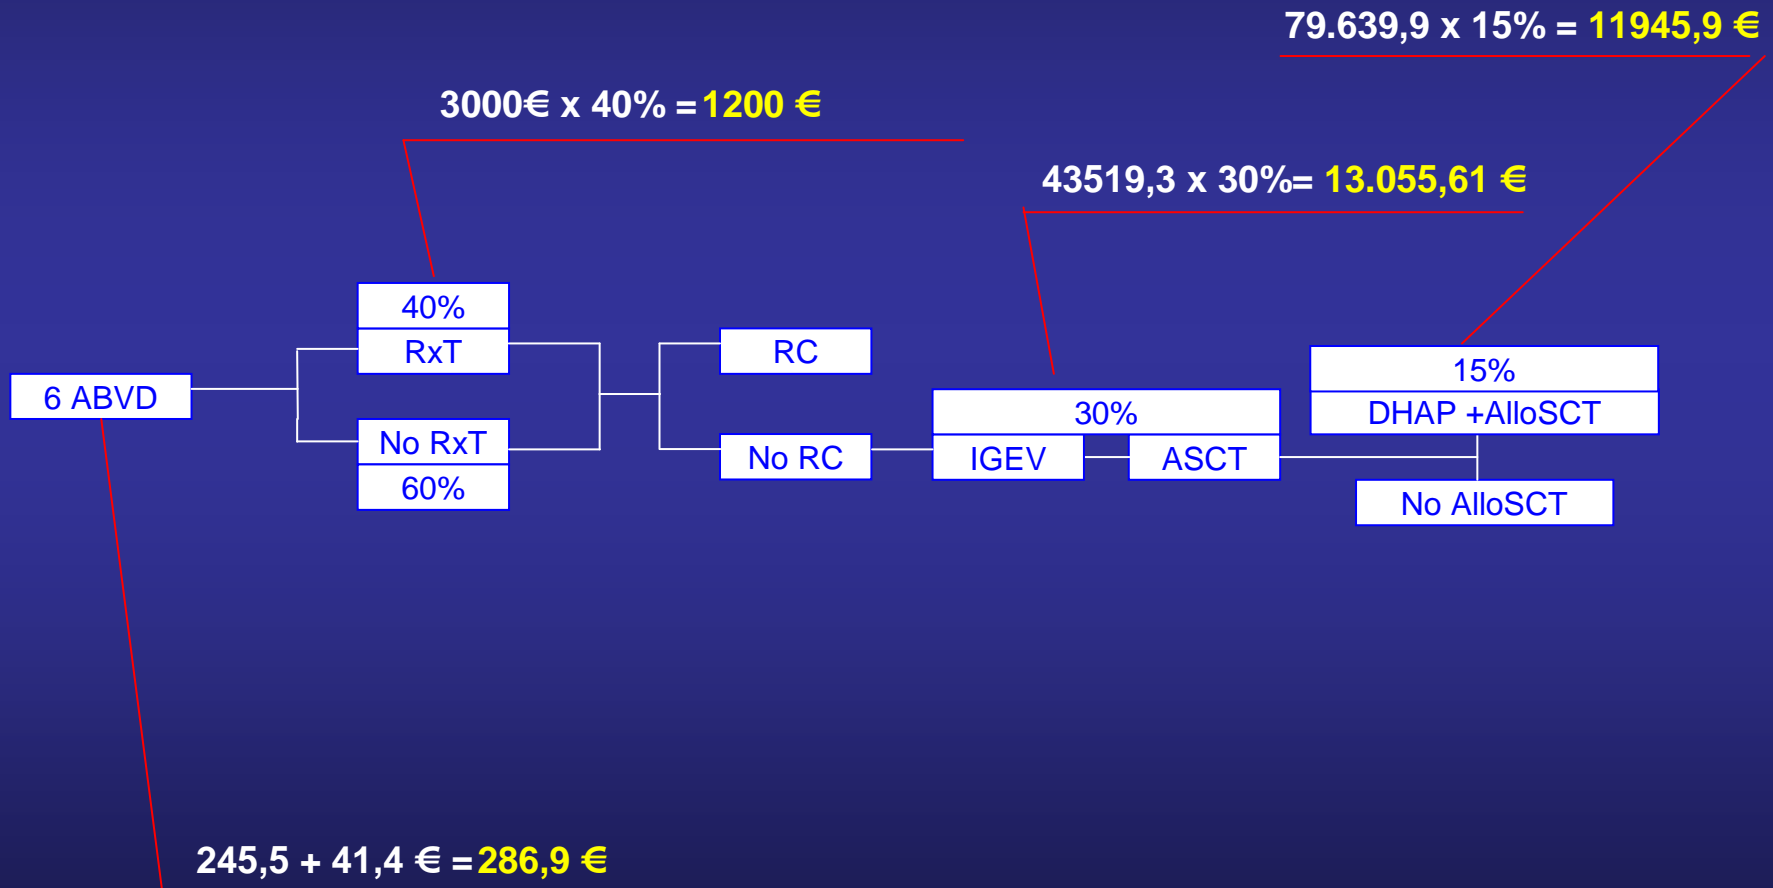 79.639,9 x 15% = 11945,9 €
3000€ x 40% = 1200 €
43519,3 x 30%= 13.055,61 €
40%
RxT
6 ABVD
No RxT
60%
RC
No RC
30%
IGEV
ASCT
15%
DHAP +AlloSCT
No AlloSCT
245,5 + 41,4 € = 286,9 €